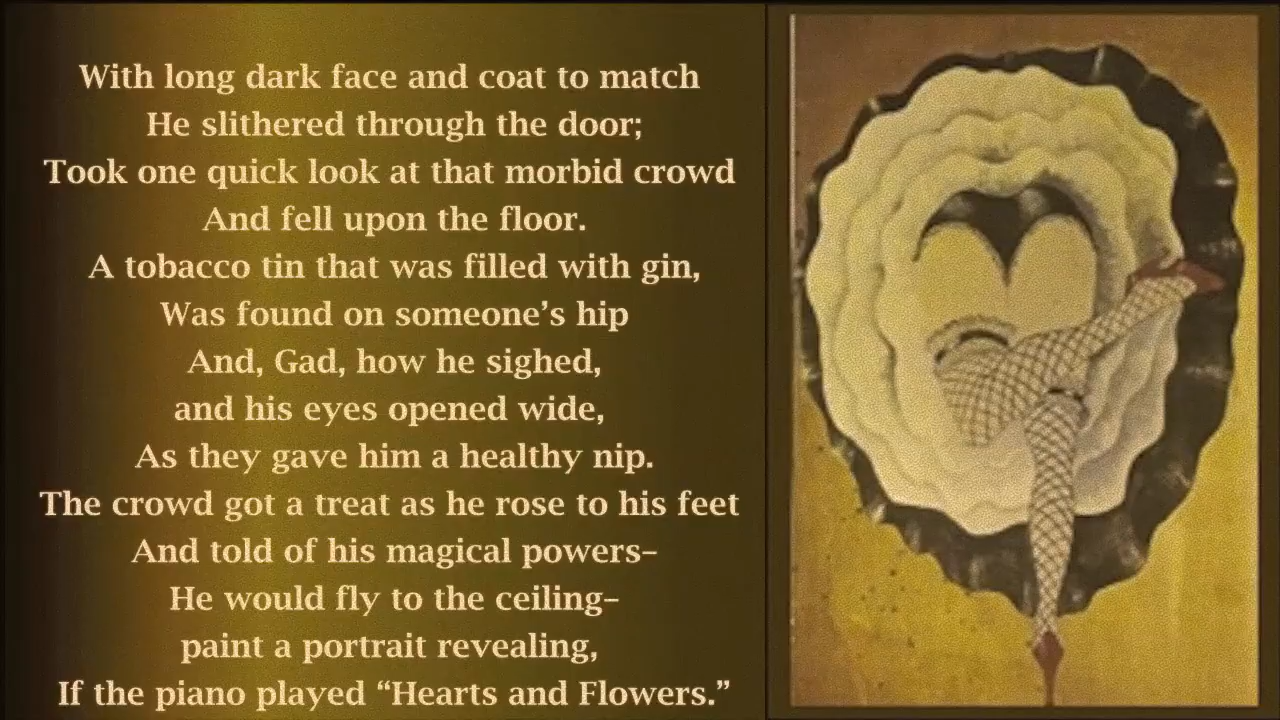 With long dark face and coat to match
He slithered through the door;
Took one quick look at that morbid crowd
And fell upon the floor.
A tobacco tin that was filled with gin,
Was found on someone’s hip
And, Gad, how he sighed,
and his eyes opened wide,
As they gave him a healthy nip.
The crowd got a treat as he rose to his feet
And told of his magical powers–
He would fly to the ceiling–
paint a portrait revealing,
If the piano played “Hearts and Flowers.”